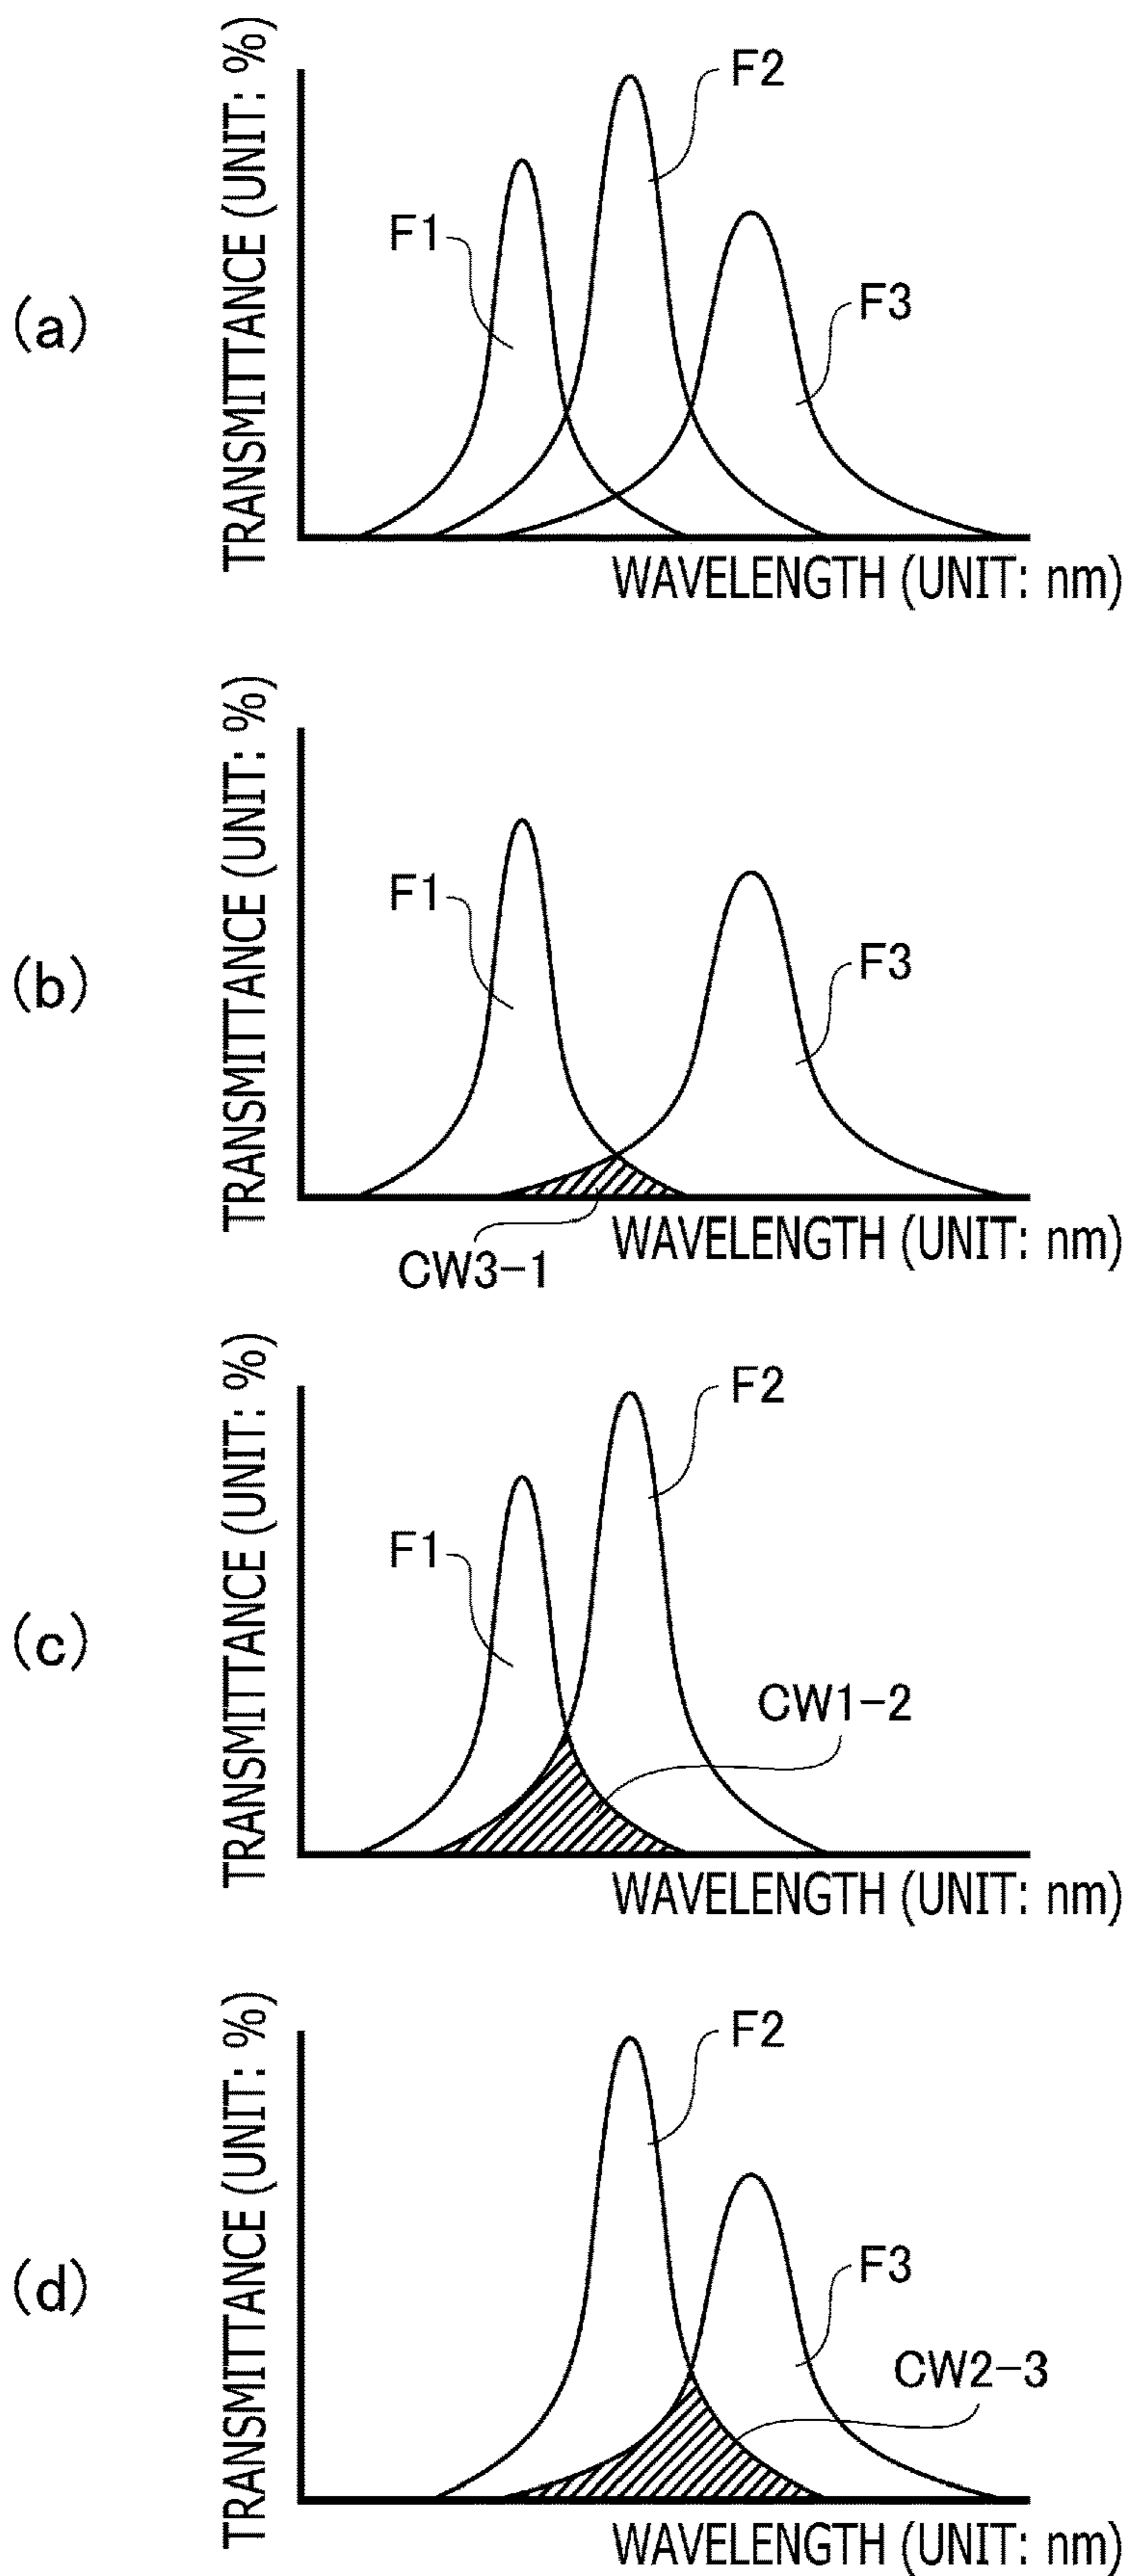 (a)
TRANSMITTANCE (UNIT: %)
F1
F2
F3
WAVELENGTH (UNIT: nm)
(b)
TRANSMITTANCE (UNIT: %)
F1
F3
CW3-1
WAVELENGTH (UNIT: nm)
(c)
TRANSMITTANCE (UNIT: %)
F1
F2
CW1-2
WAVELENGTH (UNIT: nm)
(d)
TRANSMITTANCE (UNIT: %)
F2
F3
CW2-3
WAVELENGTH (UNIT: nm)